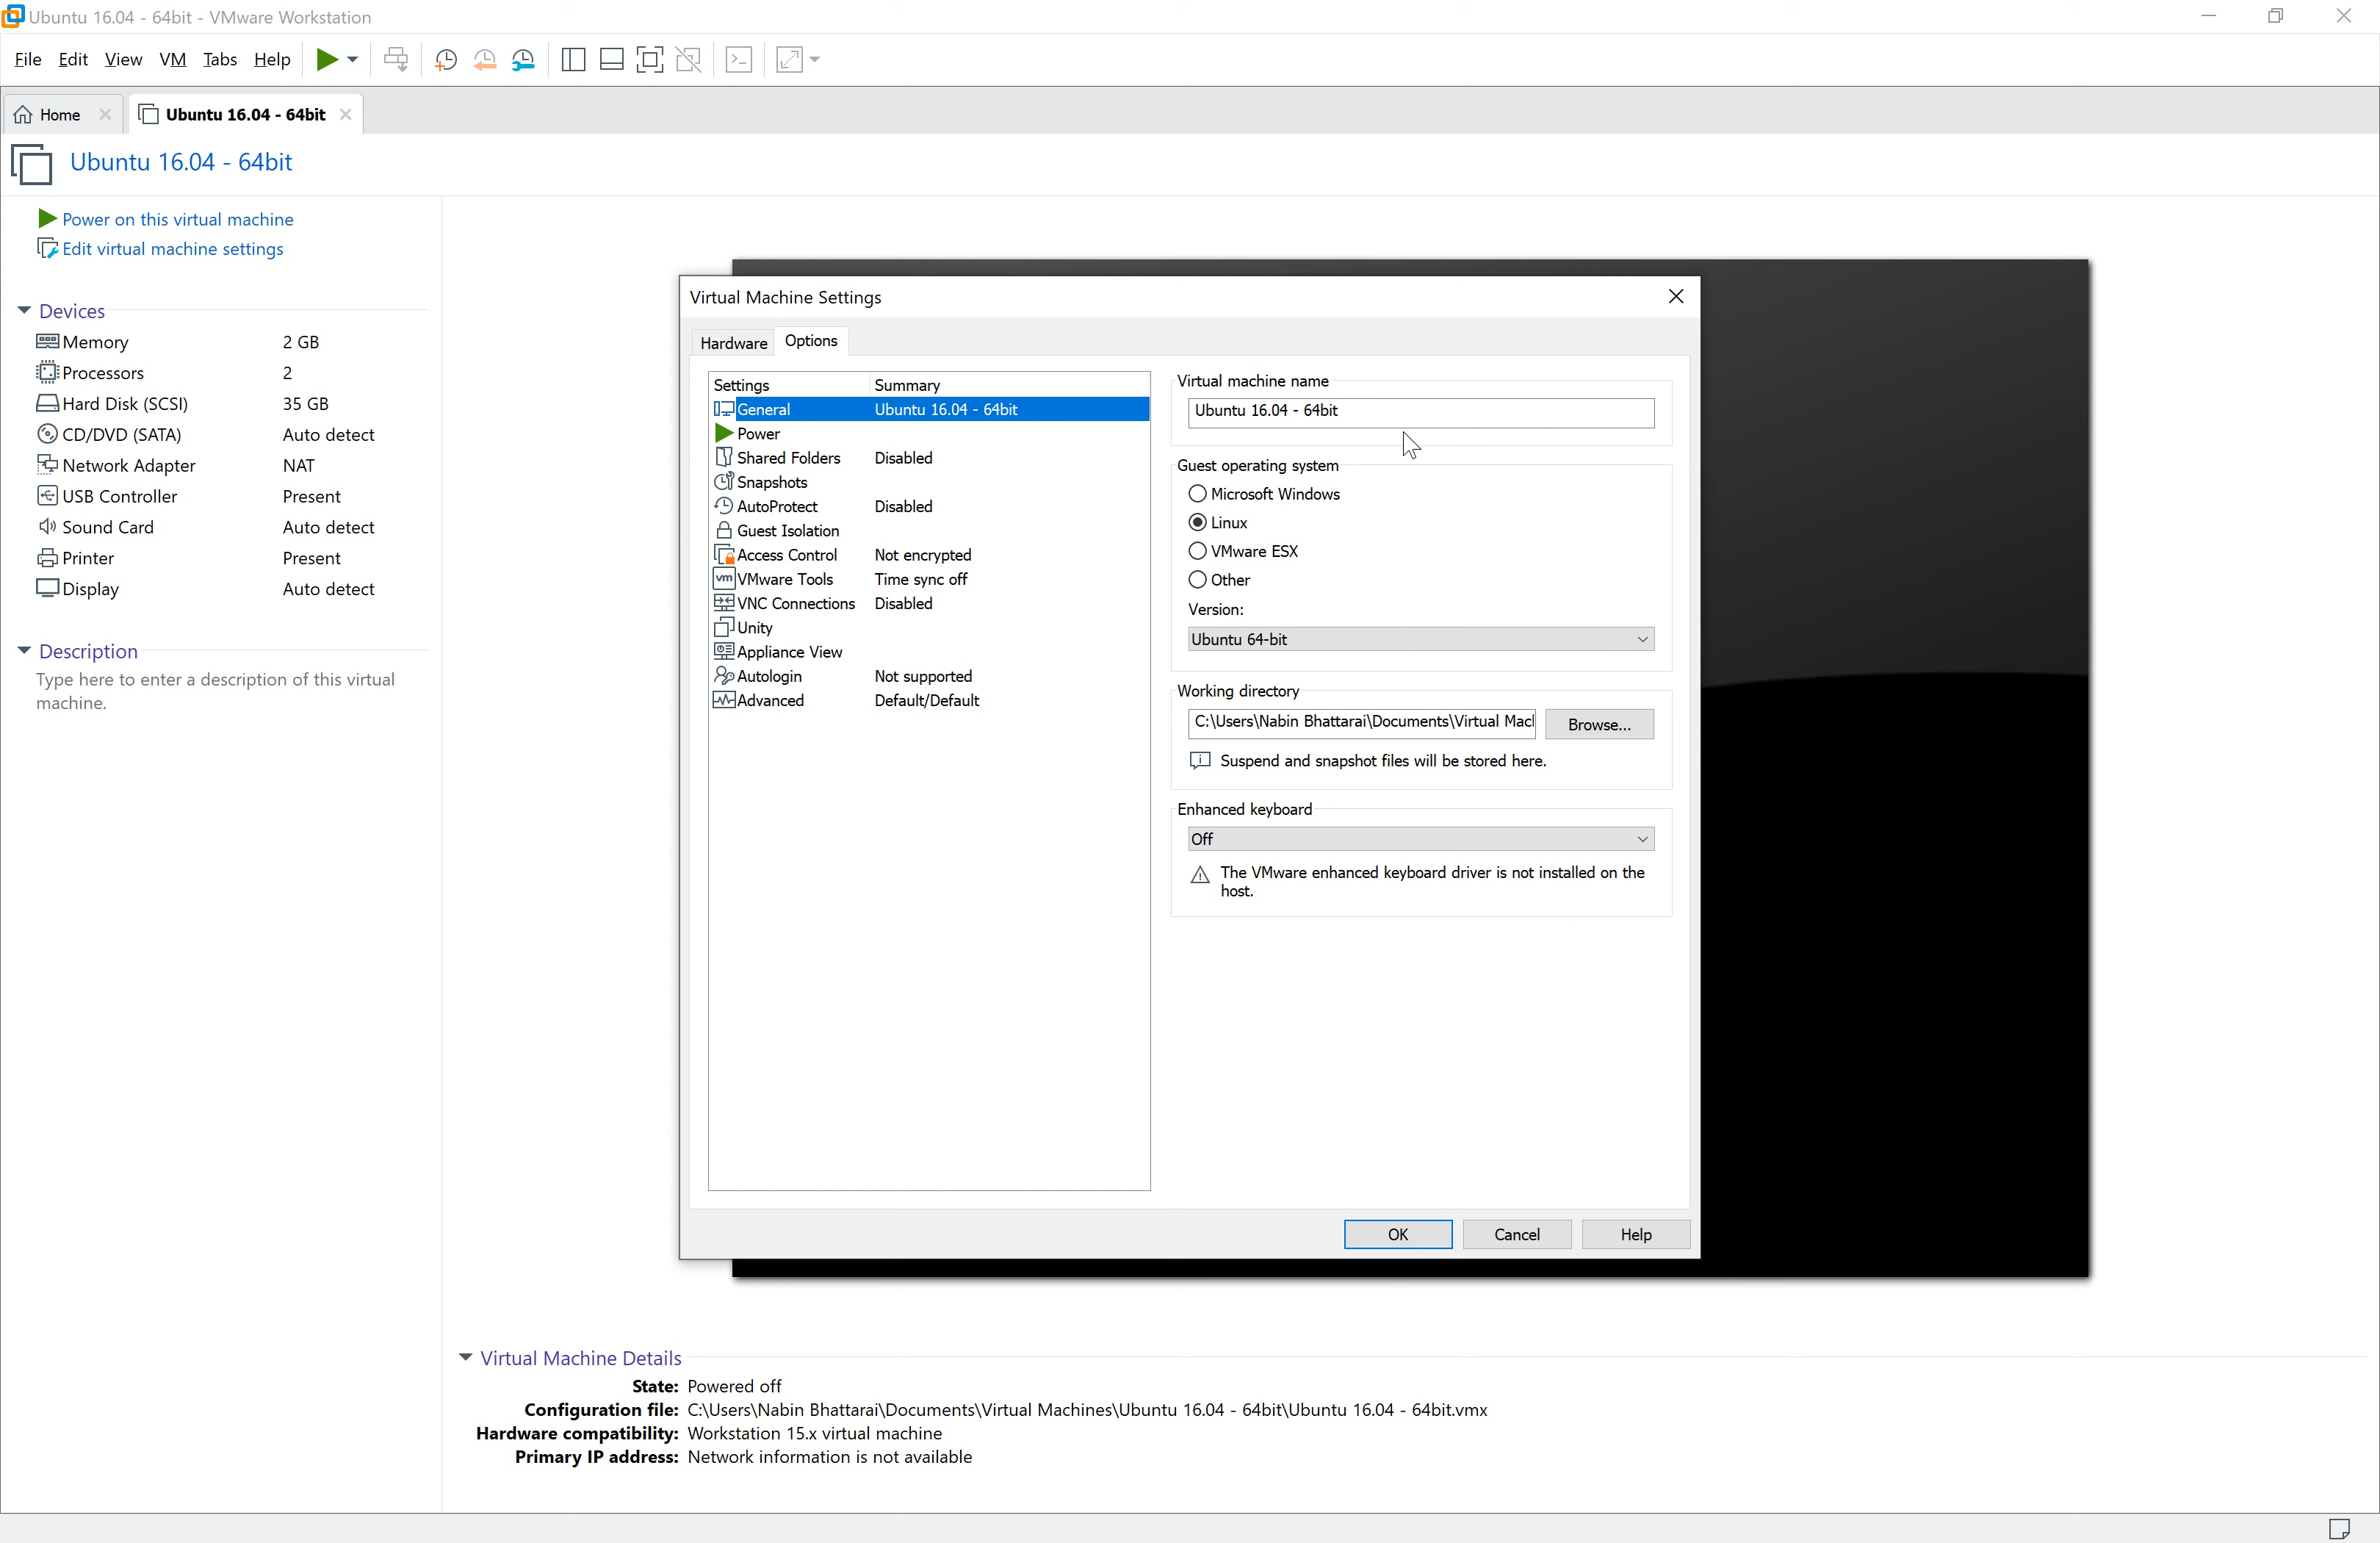 Ubuntu 16.04 - 64bit - VMware Workstation
File Edit View VM Tabs Help
Home Ubuntu 16.04 - 64bit
Ubuntu 16.04 - 64bit
Power on this virtual machine
Edit virtual machine settings
Devices
Memory 2 GB
Processors 2
Hard Disk (SCSI) 35 GB
CD/DVD (SATA) Auto detect
Network Adapter NAT
USB Controller Present
Sound Card Auto detect
Printer Present
Display Auto detect
Description
Type here to enter a description of this virtual
machine.
Virtual Machine Settings
Hardware Options
Settings Summary
General Ubuntu 16.04 - 64bit
Power
Shared Folders Disabled
Snapshots
AutoProtect Disabled
Guest Isolation
Access Control Not encrypted
VMware Tools Time sync off
VNC Connections Disabled
Unity
Appliance View
Autologin Not supported
Advanced Default/Default
Virtual machine name
Ubuntu 16.04 - 64bit
Guest operating system
Microsoft Windows
Linux
VMware ESX
Other
Version:
Ubuntu 64-bit
Working directory
C:\Users\Nabin Bhattarai\Documents\Virtual Macl Browse...
Suspend and snapshot files will be stored here.
Enhanced keyboard
Off
The VMware enhanced keyboard driver is not installed on the
host.
OK Cancel Help
Virtual Machine Details
State: Powered off
Configuration file: C:\Users\Nabin Bhattarai\Documents\Virtual Machines\Ubuntu 16.04 - 64bit\Ubuntu 16.04 - 64bit.vmx
Hardware compatibility: Workstation 15.x virtual machine
Primary IP address: Network information is not available